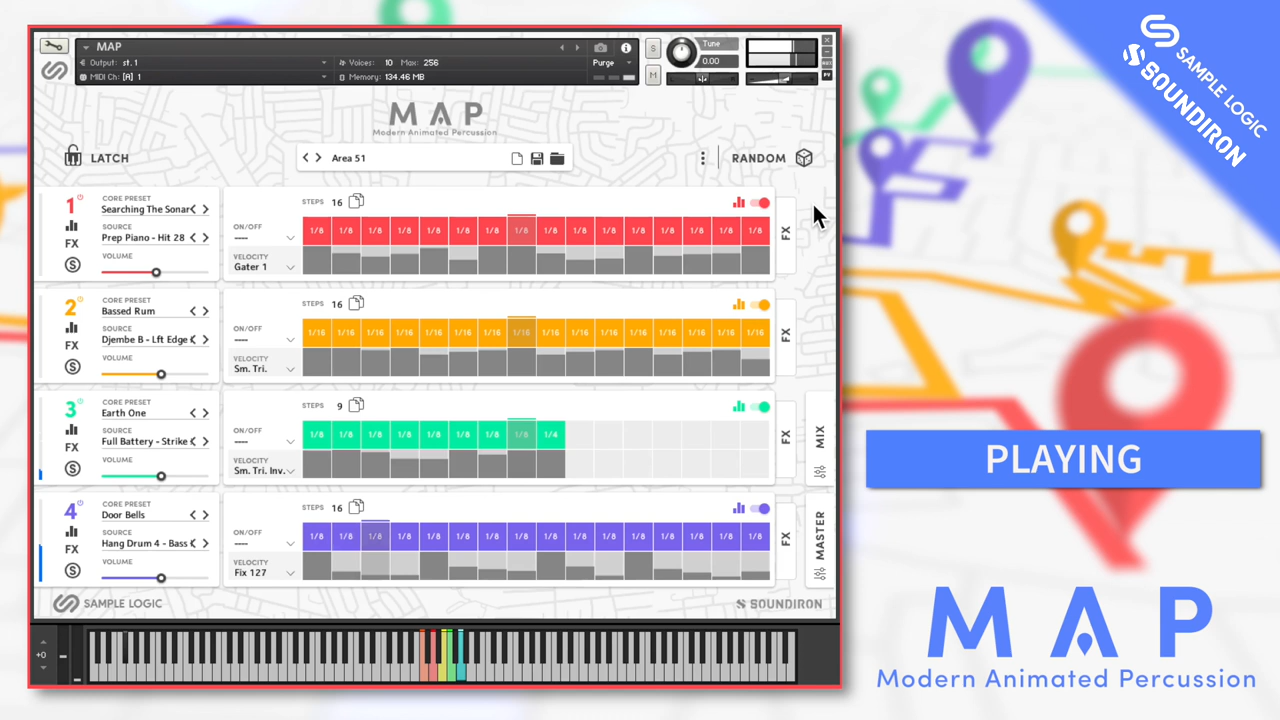 MAP
Output: st.1
Voices: 10 Max: 256
Purge
MIDI Ch: [A] 1
Memory: 134.46 MB
S
M
Tune
0.00
MAP
Modern Animated Percussion
LATCH
Area 51
RANDOM
1
CORE PRESET
Searching The Sonar
FX
SOURCE
Prep Piano - Hit 28
S
VOLUME
STEPS 16
ON/OFF
----
1/8 1/8 1/8 1/8 1/8 1/8 1/8 1/8 1/8 1/8 1/8 1/8 1/8 1/8 1/8 1/8
VELOCITY
Gater 1
FX
2
CORE PRESET
Bassed Rum
FX
SOURCE
Djembe B - Lft Edge
S
VOLUME
STEPS 16
ON/OFF
----
1/16 1/16 1/16 1/16 1/16 1/16 1/16 1/16 1/16 1/16 1/16 1/16 1/16 1/16 1/16 1/16
VELOCITY
Sm. Tri.
FX
3
CORE PRESET
Earth One
FX
SOURCE
Full Battery - Strike
S
VOLUME
STEPS 9
ON/OFF
----
1/8 1/8 1/8 1/8 1/8 1/8 1/8 1/8 1/4
VELOCITY
Sm. Tri. Inv.
FX
MIX
4
CORE PRESET
Door Bells
FX
SOURCE
Hang Drum 4 - Bass
S
VOLUME
STEPS 16
ON/OFF
----
1/8 1/8 1/8 1/8 1/8 1/8 1/8 1/8 1/8 1/8 1/8 1/8 1/8 1/8 1/8 1/8
VELOCITY
Fix 127
FX
MASTER
SAMPLE LOGIC
SOUNDIRON
+0
SAMPLE LOGIC
SOUNDIRON
PLAYING
MAP
Modern Animated Percussion